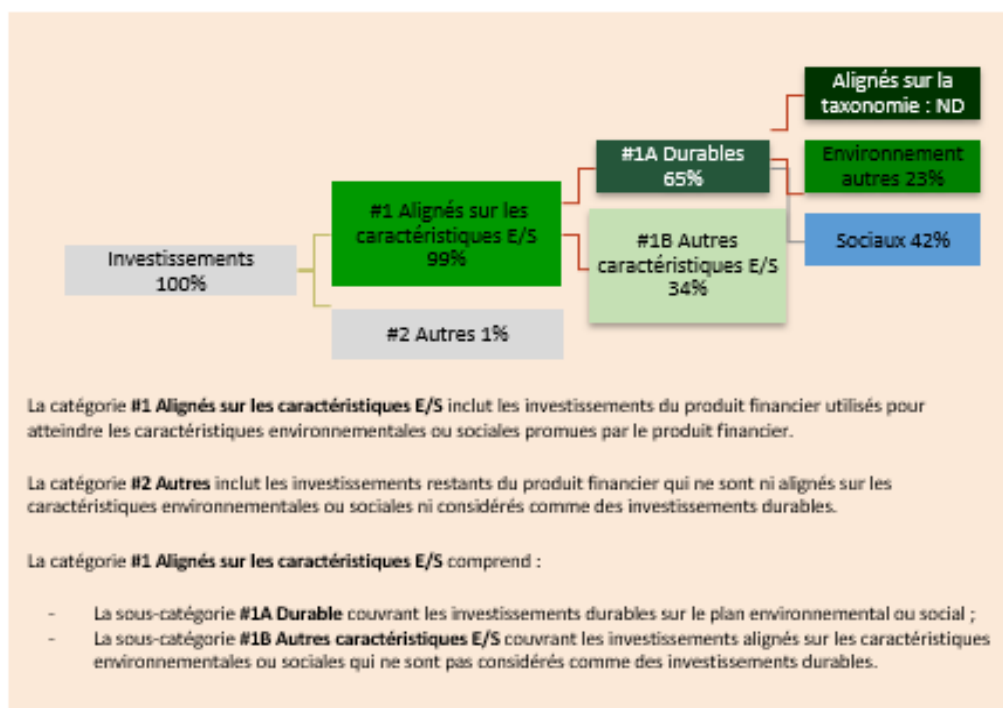 Alignés sur la
taxonomie : ND
#1A Durables
65%
Environnement
autres 23%
#1 Alignés sur les
caractéristiques E/S
99%
#1B Autres
caractéristiques E/S
34%
Sociaux 42%
Investissements
100%
#2 Autres 1%
La catégorie #1 Alignés sur les caractéristiques E/S inclut les investissements du produit financier utilisés pour
atteindre les caractéristiques environnementales ou sociales promues par le produit financier.
La catégorie #2 Autres inclut les investissements restants du produit financier qui ne sont ni alignés sur les
caractéristiques environnementales ou sociales ni considérés comme des investissements durables.
La catégorie #1 Alignés sur les caractéristiques E/S comprend :
- La sous-catégorie #1A Durable couvrant les investissements durables sur le plan environnemental ou social ;
- La sous-catégorie #1B Autres caractéristiques E/S couvrant les investissements alignés sur les caractéristiques
environnementales ou sociales qui ne sont pas considérés comme des investissements durables.